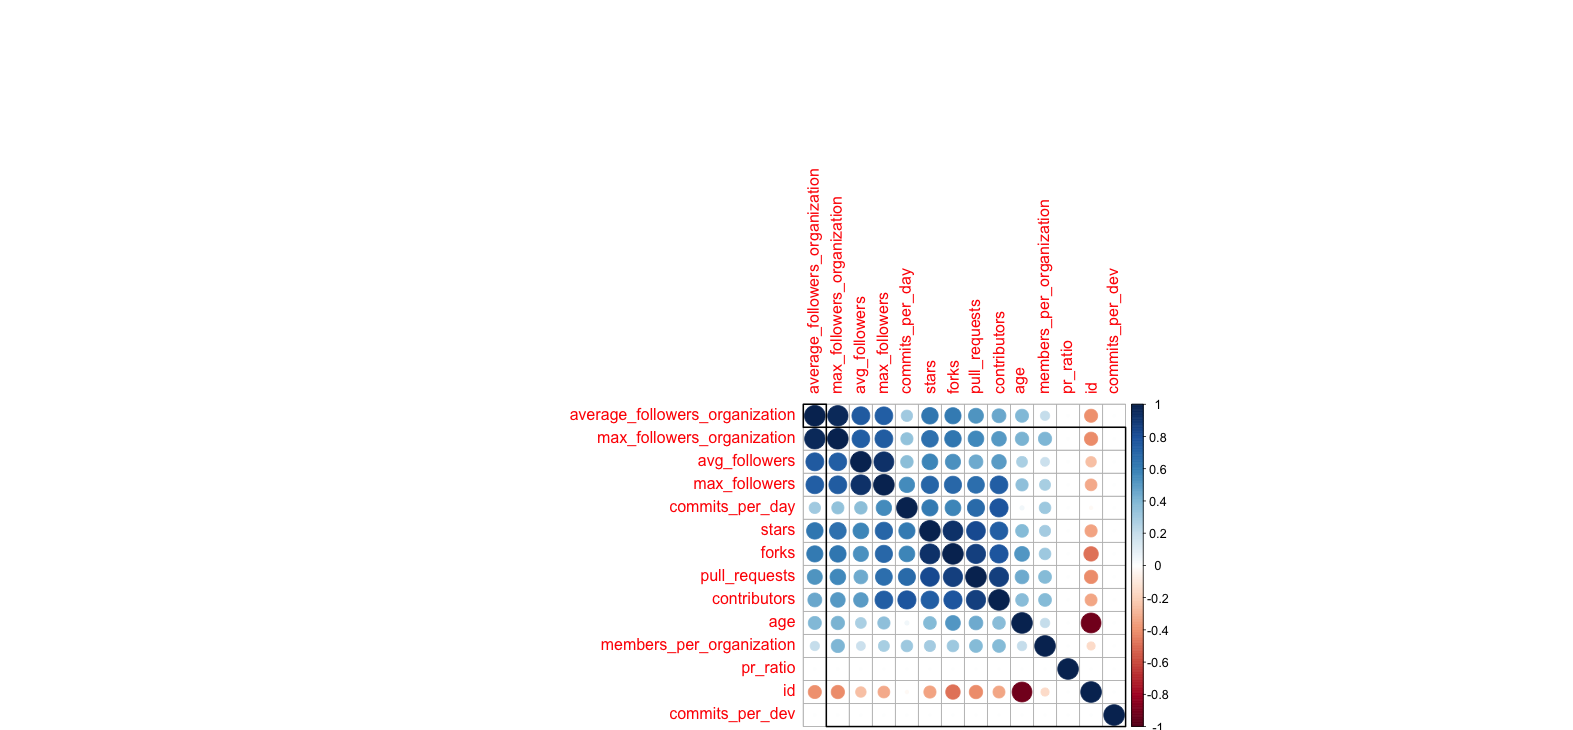 average_followers_organization
max_followers_organization
avg_followers
max_followers
commits_per_day
stars
forks
pull_requests
contributors
age
members_per_organization
pr_ratio
id
commits_per_dev
average_followers_organization
max_followers_organization
avg_followers
max_followers
commits_per_day
stars
forks
pull_requests
contributors
age
members_per_organization
pr_ratio
id
commits_per_dev
1
0.8
0.6
0.4
0.2
0
-0.2
-0.4
-0.6
-0.8
-1